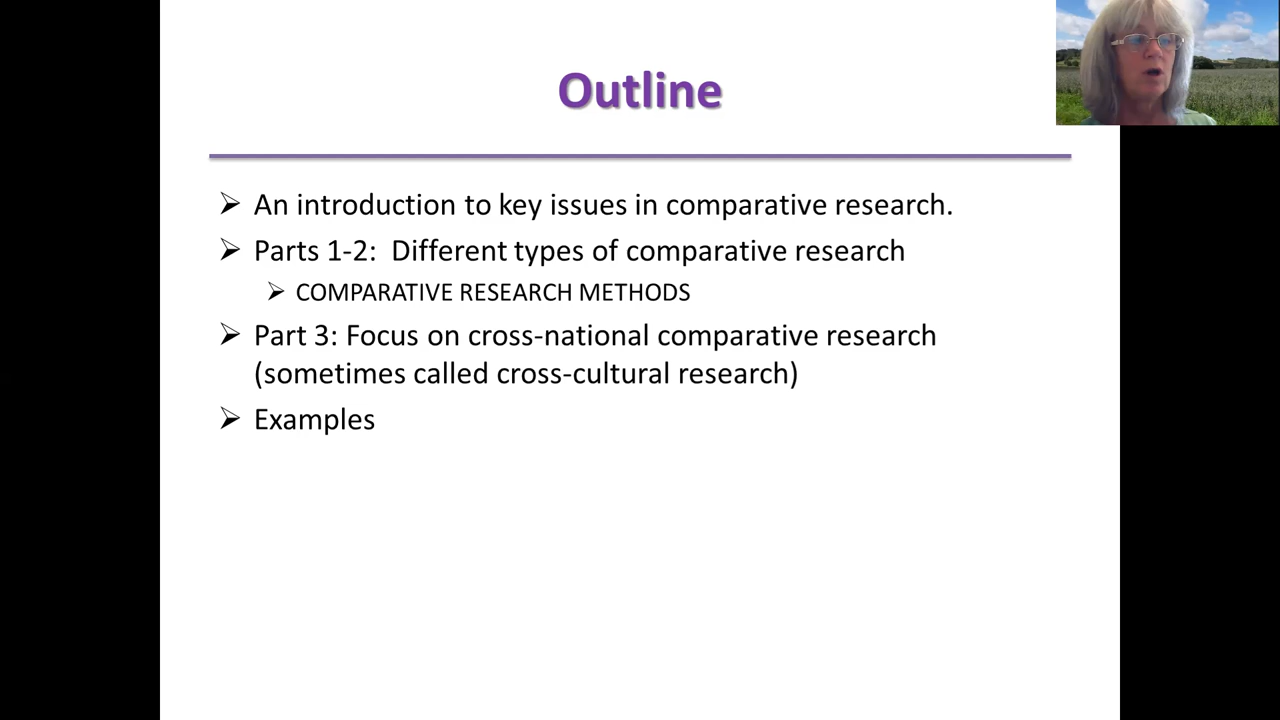 Outline
➢ An introduction to key issues in comparative research.
➢ Parts 1-2: Different types of comparative research
➢ COMPARATIVE RESEARCH METHODS
➢ Part 3: Focus on cross-national comparative research
(sometimes called cross-cultural research)
➢ Examples